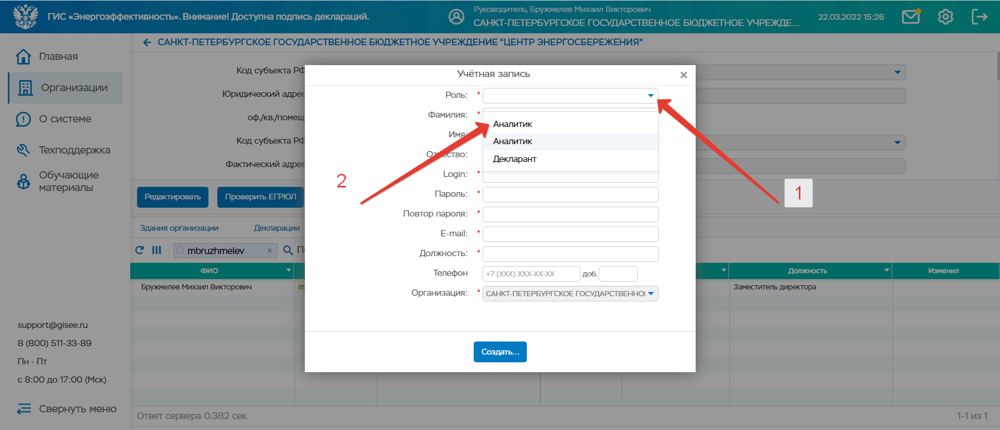 ГИС «Энергоэффективность». Внимание! Доступна подпись деклараций.
Руководитель, Бружмелев Михаил Викторович
САНКТ-ПЕТЕРБУРГСКОЕ ГОСУДАРСТВЕННОЕ БЮДЖЕТНОЕ УЧРЕЖДЕ...
22.03.2022 15:26
Главная
Организации
О системе
Техподдержка
Обучающие
материалы
support@gisee.ru
8 (800) 511-33-89
Пн - Пт
с 8:00 до 17:00 (Мск)
Свернуть меню
САНКТ-ПЕТЕРБУРГСКОЕ ГОСУДАРСТВЕННОЕ БЮДЖЕТНОЕ УЧРЕЖДЕНИЕ "ЦЕНТР ЭНЕРГОСБЕРЕЖЕНИЯ"
Код субъекта РФ
Юридический адрес
оф./кв./помещ
Код субъекта РФ
Фактический адрес
Редактировать
Проверить ЕГРЮЛ
Здания организации
Декларации
mbruzhmelev
x
ФИО
Должность
Изменил
Бружмелев Михаил Викторович
m
Заместитель директора
Ответ сервера 0.382 сек
1-1 из 1
Учётная запись
Роль: *
Фамилия: *
Имя:
Отчество:
Аналитик
Аналитик
Декларант
Login: *
Пароль: *
Повтор пароля: *
E-mail: *
Должность: *
Телефон +7 (XXX) XXX-XX-XX доб.
Организация: * САНКТ-ПЕТЕРБУРГСКОЕ ГОСУДАРСТВЕННОЕ
Создать...
1
2